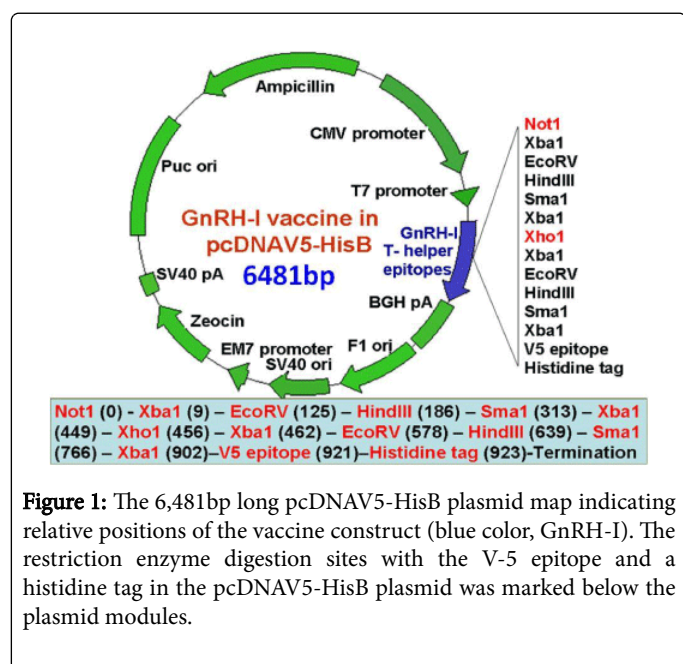 Ampicillin
CMV promoter
Puc ori
T7 promoter
GnRH-I vaccine in
pcDNAV5-HisB
6481bp
GnRH-I
T- helper
epitopes
SV40 pA
BGH pA
Zeocin
F1 ori
EM7 promoter
SV40 ori
Not1
Xba1
EcoRV
HindIII
Sma1
Xba1
Xho1
Xba1
EcoRV
HindIII
Sma1
Xba1
V5 epitope
Histidine tag
Not1 (0) - Xba1 (9) – EcoRV (125) – HindIII (186) – Sma1 (313) – Xba1
(449) – Xho1 (456) – Xba1 (462) – EcoRV (578) – HindIII (639) – Sma1
(766) – Xba1 (902)–V5 epitope (921)–Histidine tag (923)-Termination
Figure 1: The 6,481bp long pcDNAV5-HisB plasmid map indicating
relative positions of the vaccine construct (blue color, GnRH-I). The
restriction enzyme digestion sites with the V-5 epitope and a
histidine tag in the pcDNAV5-HisB plasmid was marked below the
plasmid modules.